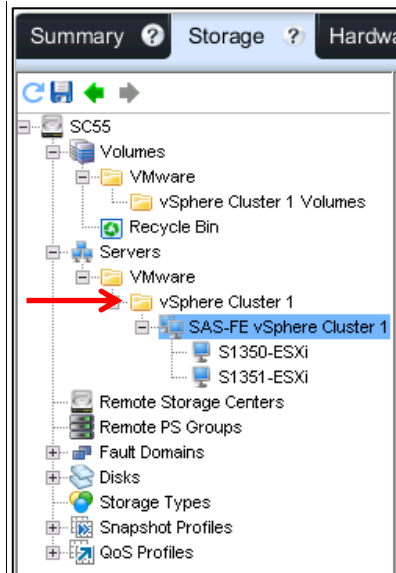 Summary ? Storage ? Hardwa
SC55
Volumes
VMware
vSphere Cluster 1 Volumes
Recycle Bin
Servers
VMware
vSphere Cluster 1
SAS-FE vSphere Cluster 1
S1350-ESXi
S1351-ESXi
Remote Storage Centers
Remote PS Groups
Fault Domains
Disks
Storage Types
Snapshot Profiles
QoS Profiles